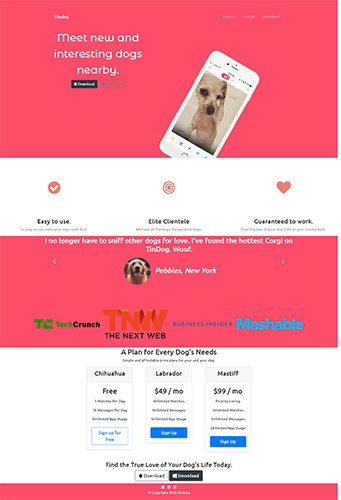 Tindog
Contact Pricing Download
Meet new and
interesting dogs
nearby.
Download
Easy to use.
So easy to use, even your dog could do it.
Elite Clientele
We have all the dogs, the greatest dogs.
Guaranteed to work.
Find the love of your dog's life or your money back.
I no longer have to sniff other dogs for love. I've found the hottest Corgi on
TinDog. Woof.
Pebbles, New York
TC TechCrunch
TNW
THE NEXT WEB
BUSINESS INSIDER
Mashable
A Plan for Every Dog's Needs
Simple and affordable price plans for your and your dog.
Chihuahua
Free
5 Matches Per Day
10 Messages Per Day
Unlimited App Usage
Sign up for
free
Labrador
$49 / mo
Unlimited Matches
Unlimited Messages
Unlimited App Usage
Sign Up
Mastiff
$99 / mo
Priority Listing
Unlimited Matches
Unlimited Messages
Unlimited App Usage
Sign Up
Find the True Love of Your Dog's Life Today.
Download Download
© Copyright 2018 TinDog